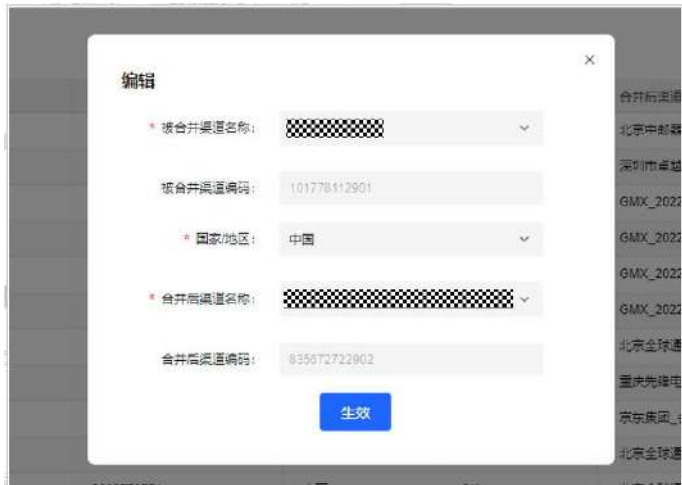 编辑
* 被合并渠道名称：
被合并渠道编码： 101778112901
* 国家/地区： 中国
* 合并后渠道名称：
合并后渠道编码： 835672722902
生效
合并后渠道
北京中邮器
深圳市卓越
GMX_2022
GMX_2022
GMX_2022
GMX_2022
北京全球通
重庆先锋电
京东集团_
北京全球通